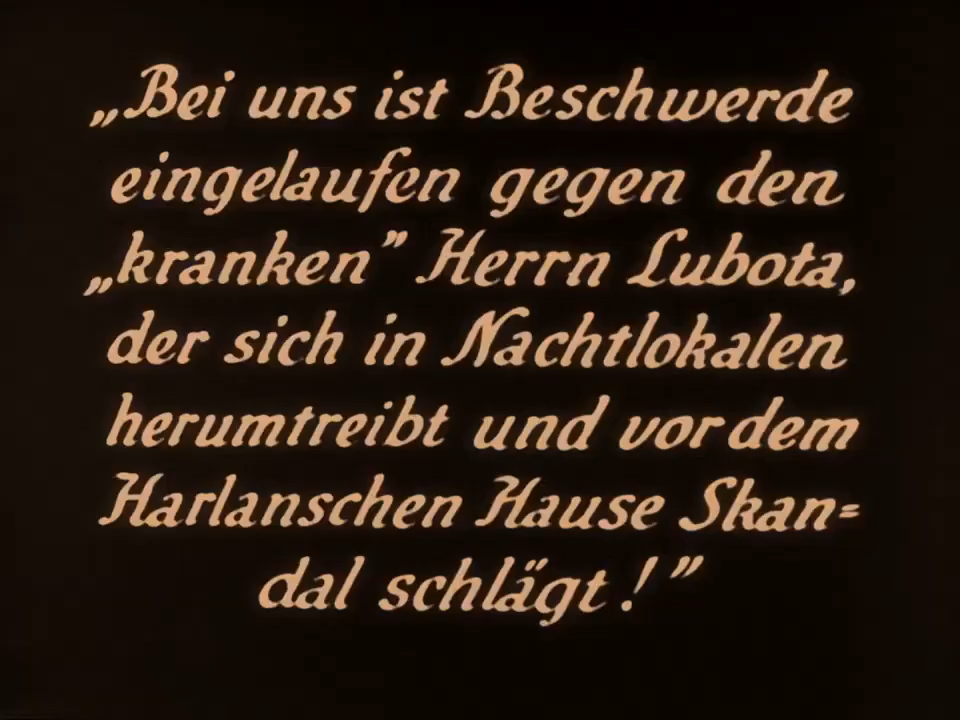 „Bei uns ist Beschwerde
eingelaufen gegen den
„kranken” Herrn Lubota,
der sich in Nachtlokalen
herumtreibt und vor dem
Harlanschen Hause Skan=
dal schlägt!”